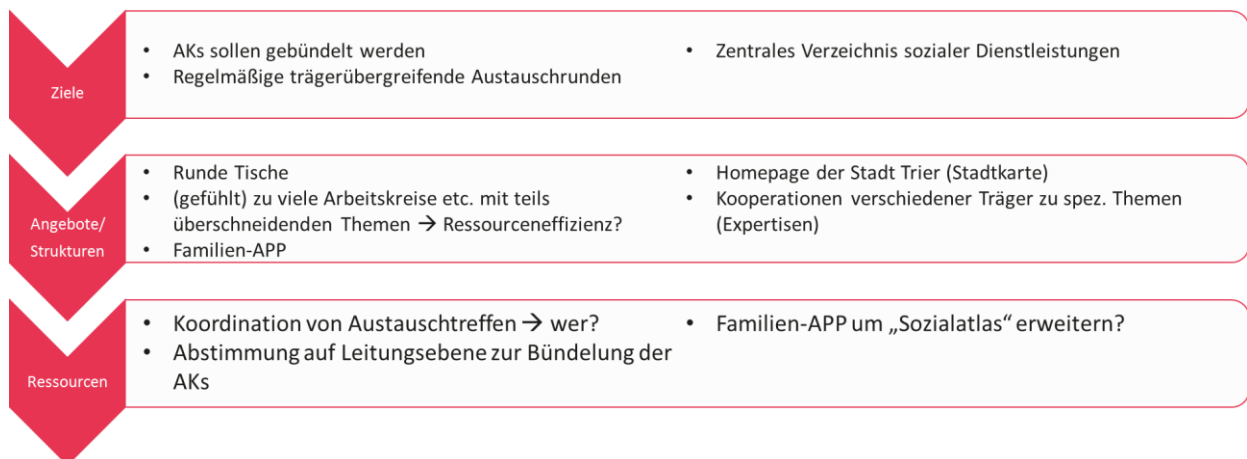 Ziele
• AKs sollen gebündelt werden
• Regelmäßige trägerübergreifende Austauschrunden
• Zentrales Verzeichnis sozialer Dienstleistungen
Angebote/
Strukturen
• Runde Tische
• (gefühlt) zu viele Arbeitskreise etc. mit teils
überschneidenden Themen → Ressourceneffizienz?
• Familien-APP
• Homepage der Stadt Trier (Stadtkarte)
• Kooperationen verschiedener Träger zu spez. Themen
(Expertisen)
Ressourcen
• Koordination von Austauschtreffen → wer?
• Abstimmung auf Leitungsebene zur Bündelung der
AKs
• Familien-APP um „Sozialatlas“ erweitern?